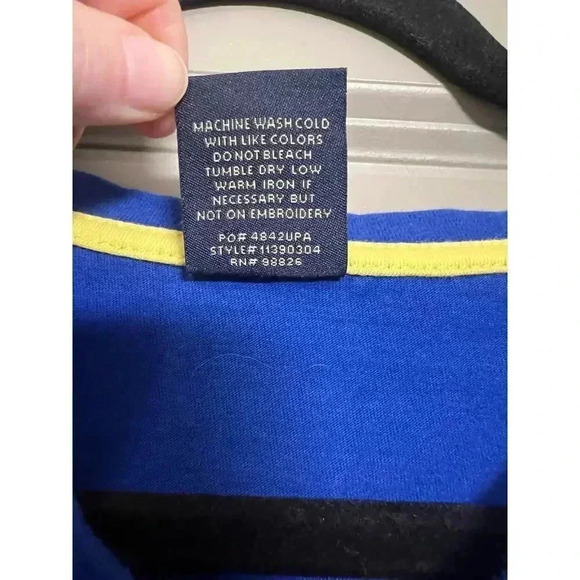 MACHINE WASH COLD
WITH LIKE COLORS
DO NOT BLEACH
TUMBLE DRY LOW
WARM IRON IF
NECESSARY BUT
NOT ON EMBROIDERY
PO# 4842UPA
STYLE# 11390304
RN# 98826